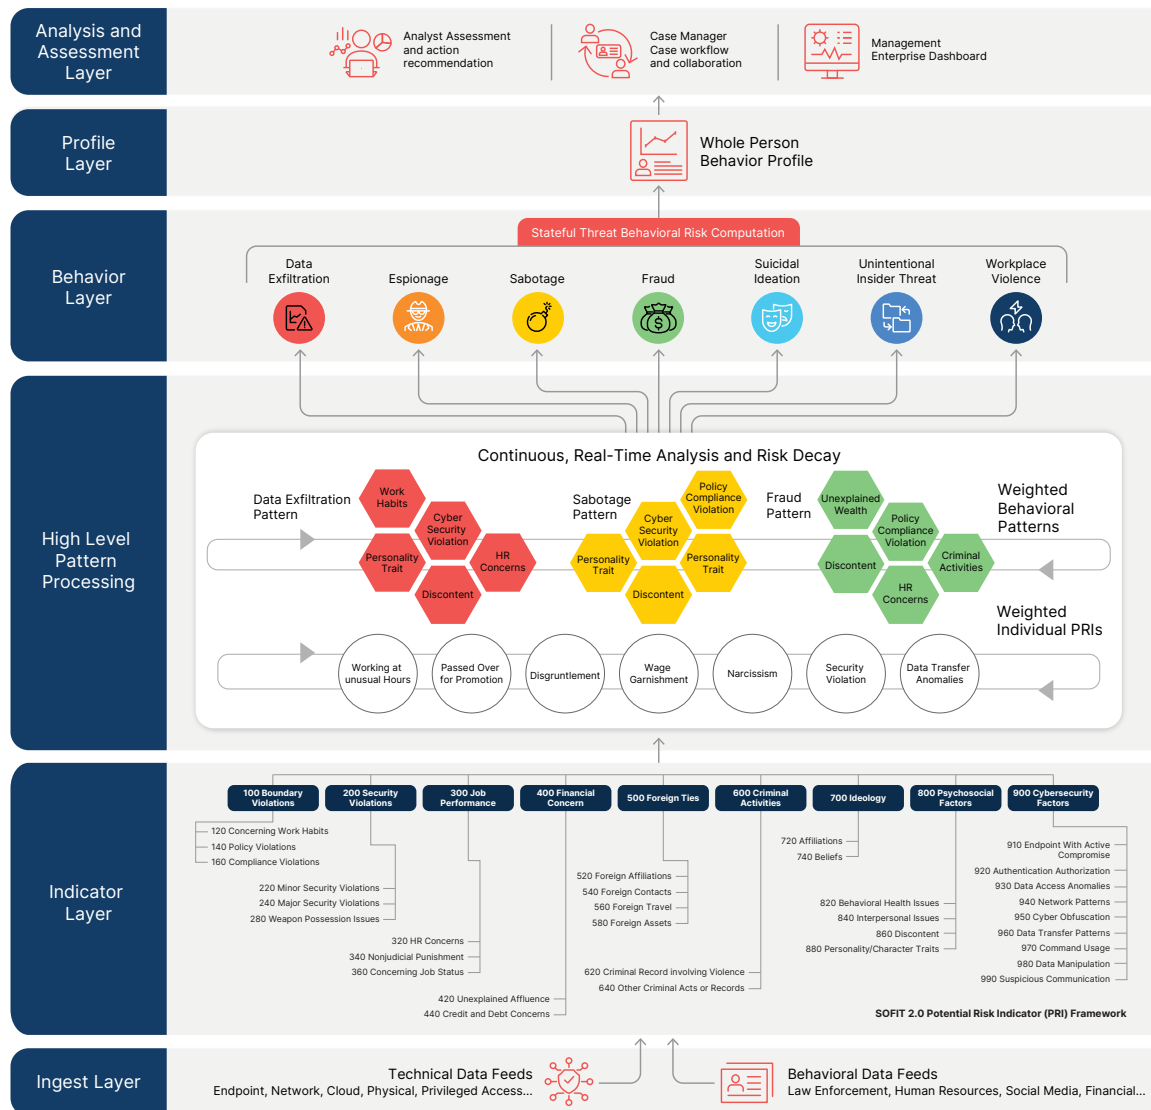 Analysis and
Assessment
Layer
Analyst Assessment
and action
recommendation
Case Manager
Case workflow
and collaboration
Management
Enterprise Dashboard
Profile
Layer
Whole Person
Behavior Profile
Behavior
Layer
Stateful Threat Behavioral Risk Computation
Data
Exfiltration
Espionage
Sabotage
Fraud
Suicidal
Ideation
Unintentional
Insider Threat
Workplace
Violence
High Level
Pattern
Processing
Continuous, Real-Time Analysis and Risk Decay
Data Exfiltration
Pattern
Work
Habits
Cyber
Security
Violation
Personality
Trait
HR
Concerns
Discontent
Sabotage
Pattern
Policy
Compliance
Violation
Cyber
Security
Violation
Personality
Trait
Personality
Trait
Discontent
Fraud
Pattern
Unexplained
Wealth
Policy
Compliance
Violation
Discontent
Criminal
Activities
HR
Concerns
Weighted
Behavioral
Patterns
Weighted
Individual PRIs
Working at
unusual Hours
Passed Over
for Promotion
Disgruntlement
Wage
Garnishment
Narcissism
Security
Violation
Data Transfer
Anomalies
Indicator
Layer
100 Boundary
Violations
120 Concerning Work Habits
140 Policy Violations
160 Compliance Violations
200 Security
Violations
220 Minor Security Violations
240 Major Security Violations
280 Weapon Possession Issues
300 Job
Performance
320 HR Concerns
340 Nonjudicial Punishment
360 Concerning Job Status
400 Financial
Concern
420 Unexplained Affluence
440 Credit and Debt Concerns
500 Foreign Ties
520 Foreign Affiliations
540 Foreign Contacts
560 Foreign Travel
580 Foreign Assets
600 Criminal
Activities
620 Criminal Record involving Violence
640 Other Criminal Acts or Records
700 Ideology
720 Affiliations
740 Beliefs
800 Psychosocial
Factors
820 Behavioral Health Issues
840 Interpersonal Issues
860 Discontent
880 Personality/Character Traits
900 Cybersecurity
Factors
910 Endpoint With Active
Compromise
920 Authentication Authorization
930 Data Access Anomalies
940 Network Patterns
950 Cyber Obfuscation
960 Data Transfer Patterns
970 Command Usage
980 Data Manipulation
990 Suspicious Communication
SOFIT 2.0 Potential Risk Indicator (PRI) Framework
Ingest Layer
Technical Data Feeds
Endpoint, Network, Cloud, Physical, Privileged Access...
Behavioral Data Feeds
Law Enforcement, Human Resources, Social Media, Financial...